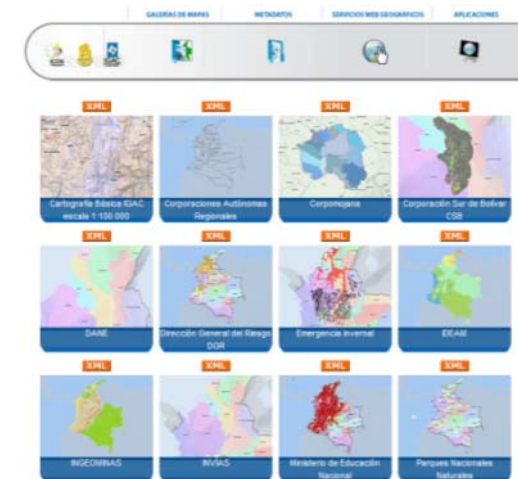 GALERÍAS DE MAPAS
METADATOS
SERVICIOS WEB GEOGRÁFICOS
APLICACIONES
XML XML XML XML
Cartografía Básica IGAC
escala 1:100.000
Corporaciones Autónomas
Regionales
Corpomojana
Corporación Sur de Bolívar
CSB
XML XML XML XML
DANE
Dirección General del Riesgo
DGR
Emergencia Invernal
IDEAM
XML XML XML XML
INGEOMINAS
INVÍAS
Ministerio de Educación
Nacional
Parques Nacionales
Naturales